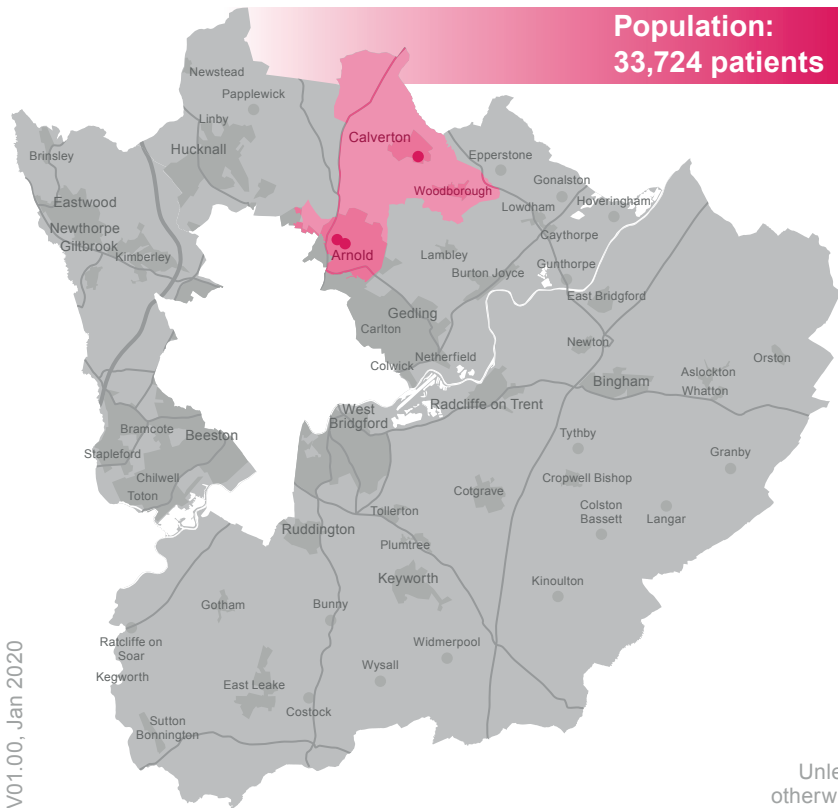 Population:
33,724 patients
Newstead
Papplewick
Linby
Hucknall
Calverton
Brinsley
Epperstone
Woodborough
Gonalston
Eastwood
Lowdham
Hoveringham
Newthorpe
Giltbrook
Kimberley
Caythorpe
Arnold
Lambley
Gunthorpe
Burton Joyce
East Bridgford
Gedling
Carlton
Newton
Netherfield
Orston
Colwick
Bingham
Aslockton
Whatton
Radcliffe on Trent
West
Bridgford
Bramcote
Beeston
Tythby
Stapleford
Granby
Chilwell
Toton
Cotgrave
Cropwell Bishop
Colston
Bassett
Langar
Tollerton
Ruddington
Plumtree
Keyworth
Kinoulton
Gotham
Bunny
Ratcliffe on
Soar
Widmerpool
Wysall
Kegworth
East Leake
Costock
Sutton
Bonnington
V01.00, Jan 2020
Unle
otherw